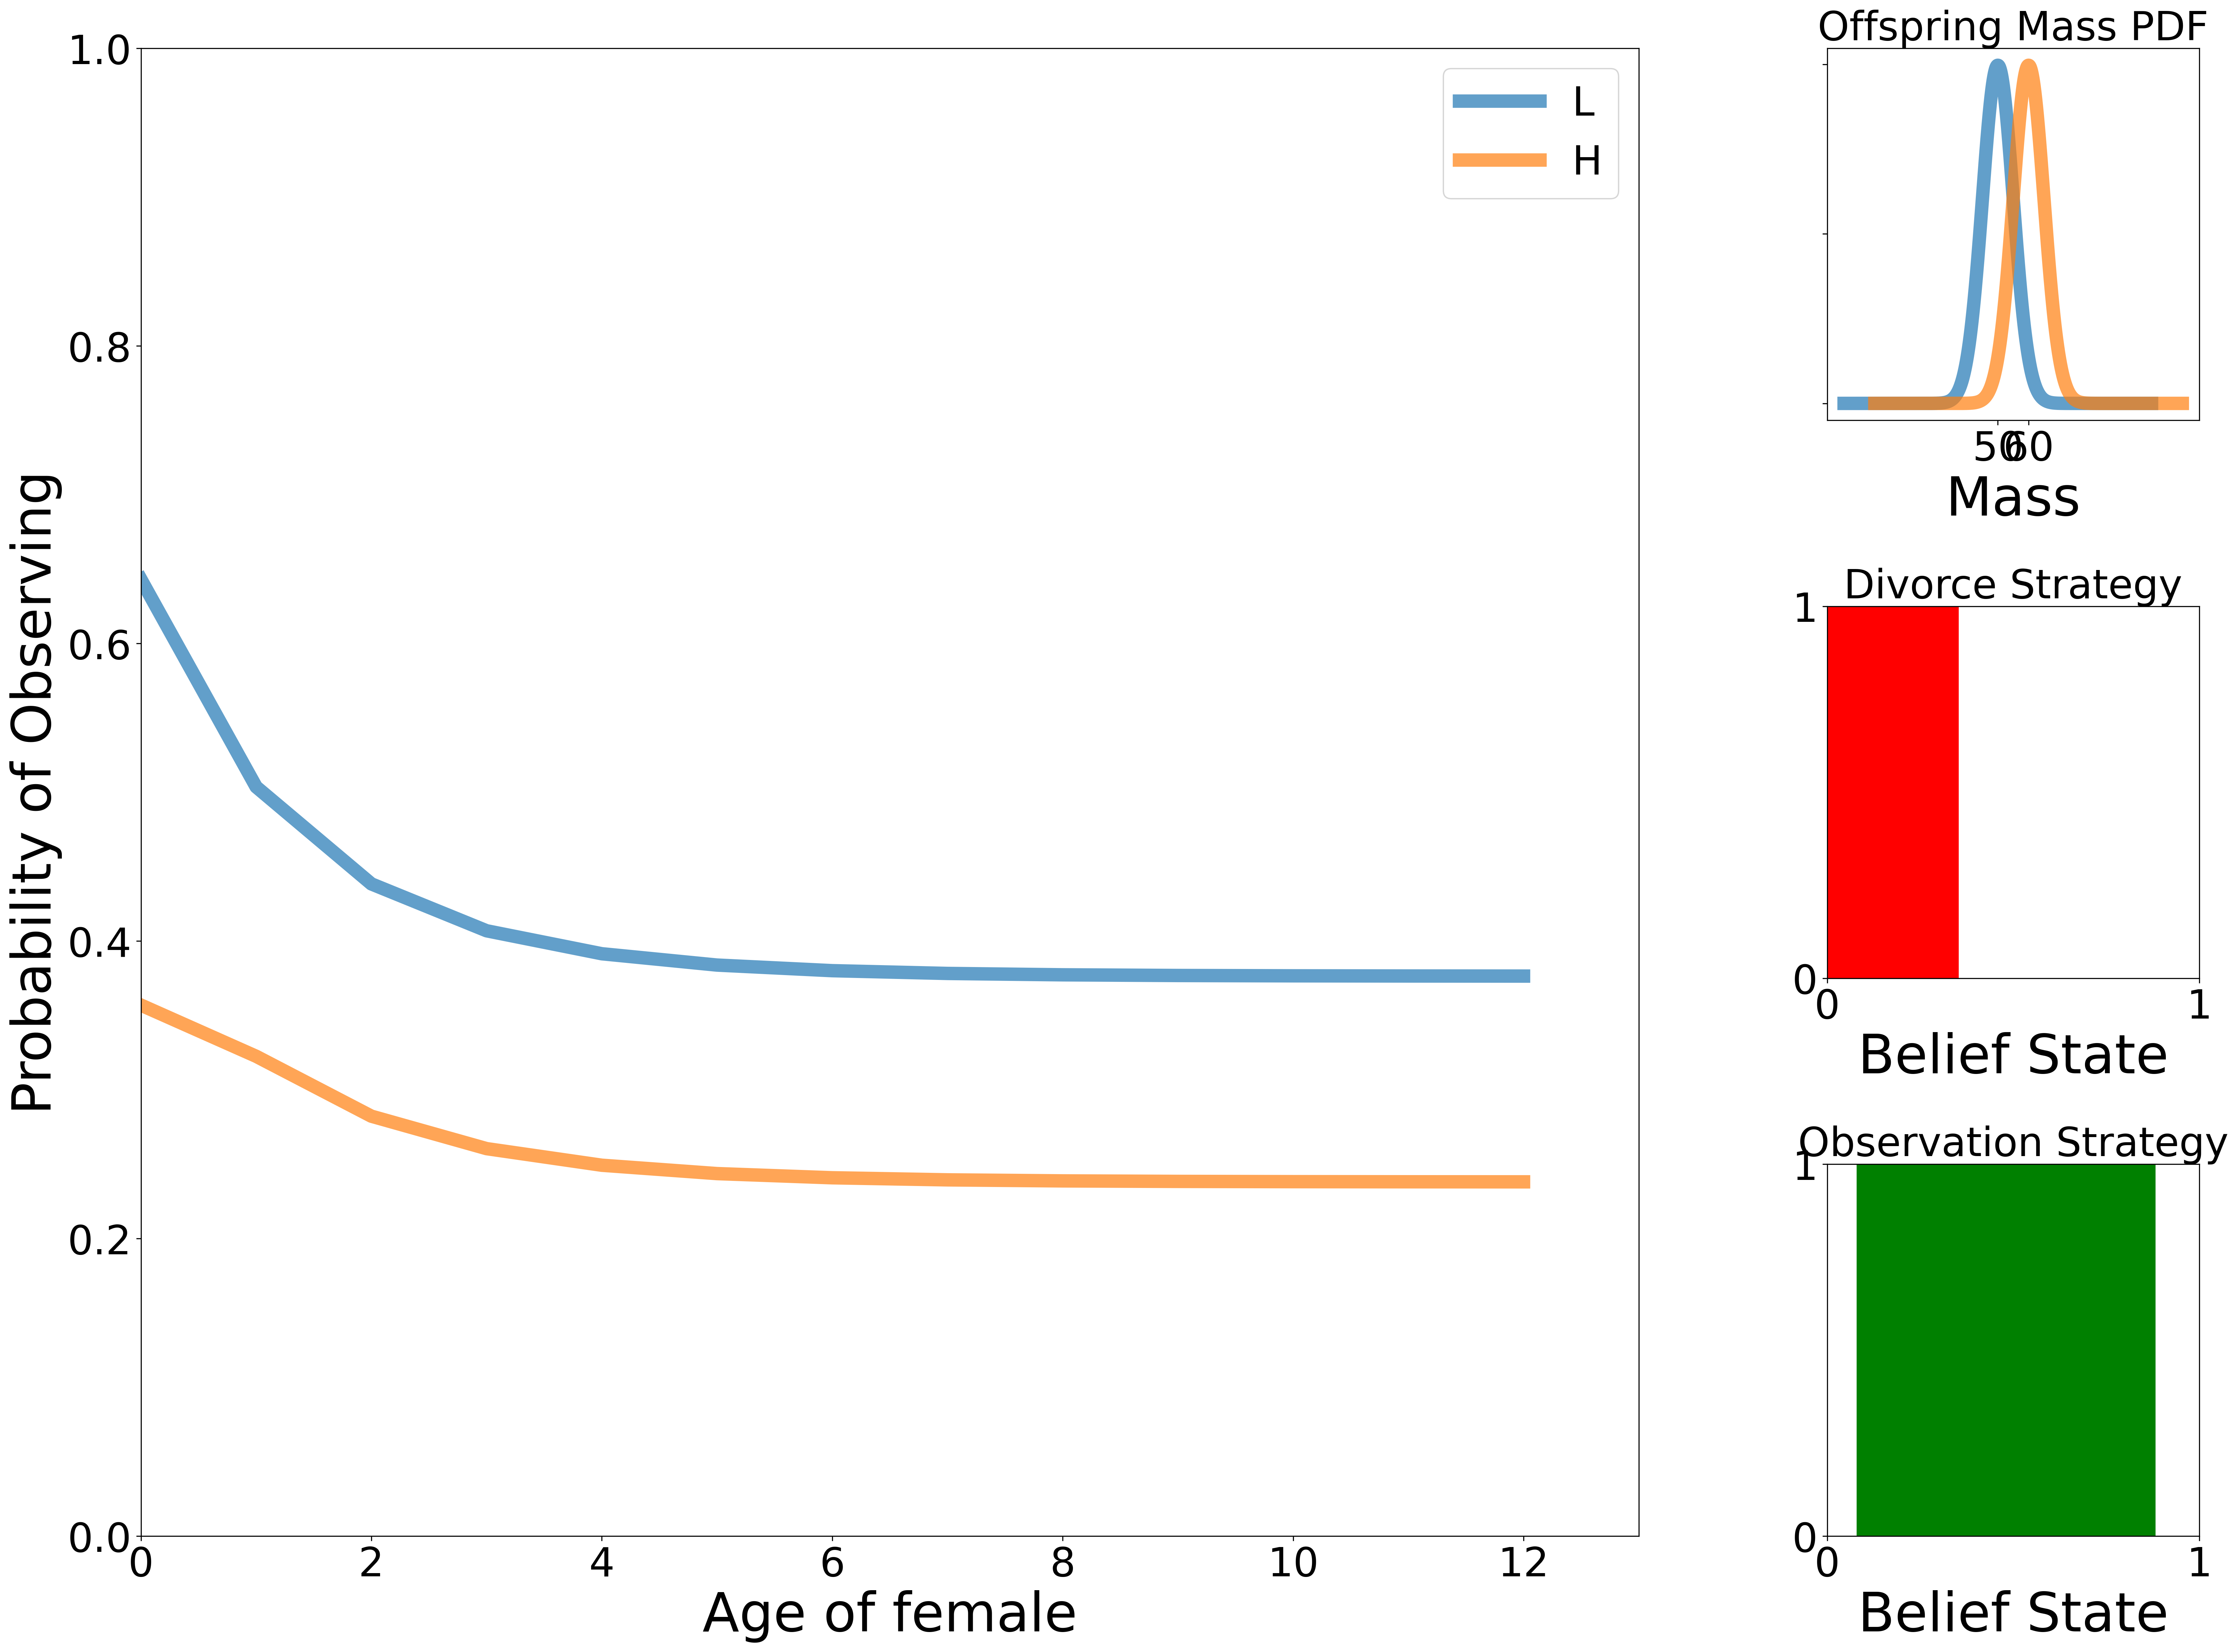 1.0
0.8
0.6
0.4
0.2
0.0
Probability of Observing
0 2 4 6 8 10 12
Age of female
L
H
Offspring Mass PDF
50 60
Mass
Divorce Strategy
1
0
0 1
Belief State
Observation Strategy
1
0
0 1
Belief State